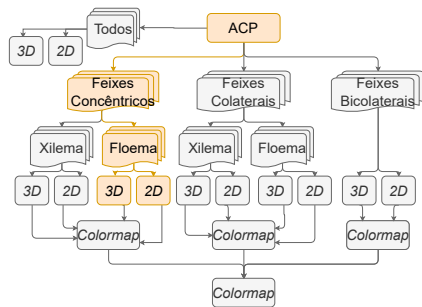 Todos
ACP
3D
2D
Feixes
Concêntricos
Feixes
Colaterais
Feixes
Bicolaterais
Xilema
Floema
Xilema
Floema
3D
2D
3D
2D
3D
2D
3D
2D
3D
2D
Colormap
Colormap
Colormap
Colormap